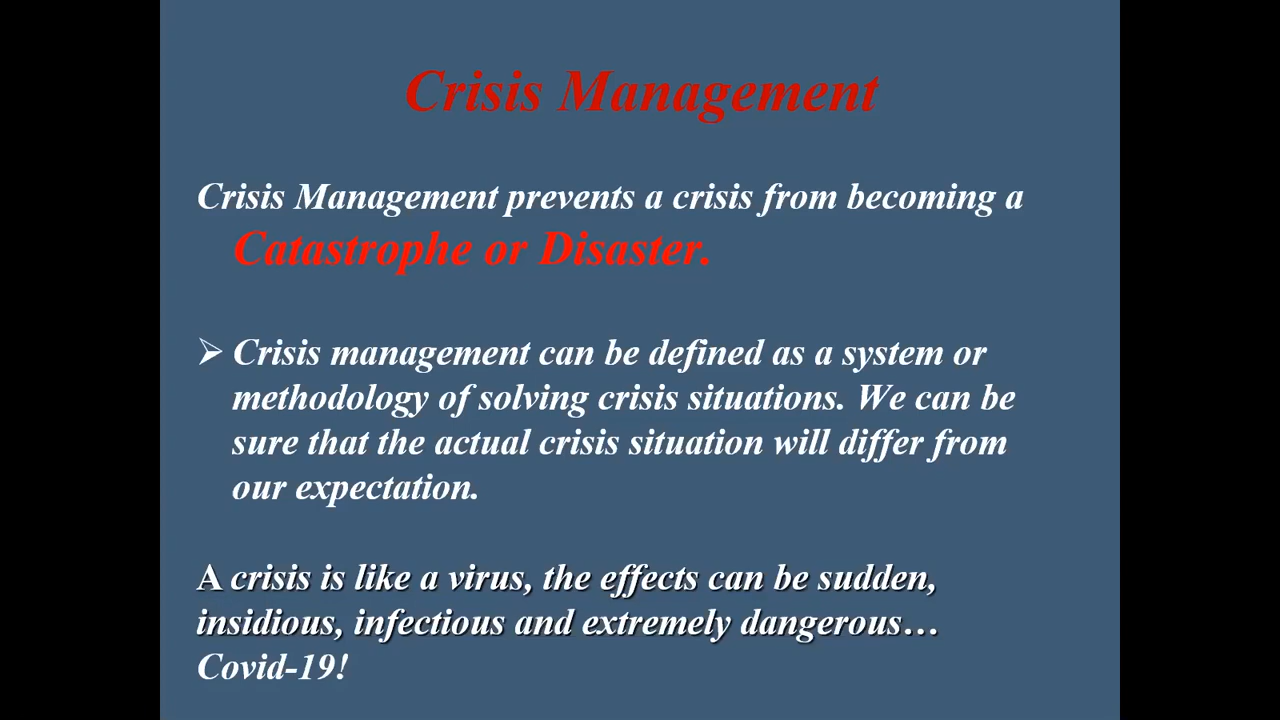 Crisis Management
Crisis Management prevents a crisis from becoming a
Catastrophe or Disaster.
➢ Crisis management can be defined as a system or
methodology of solving crisis situations. We can be
sure that the actual crisis situation will differ from
our expectation.
A crisis is like a virus, the effects can be sudden,
insidious, infectious and extremely dangerous…
Covid-19!